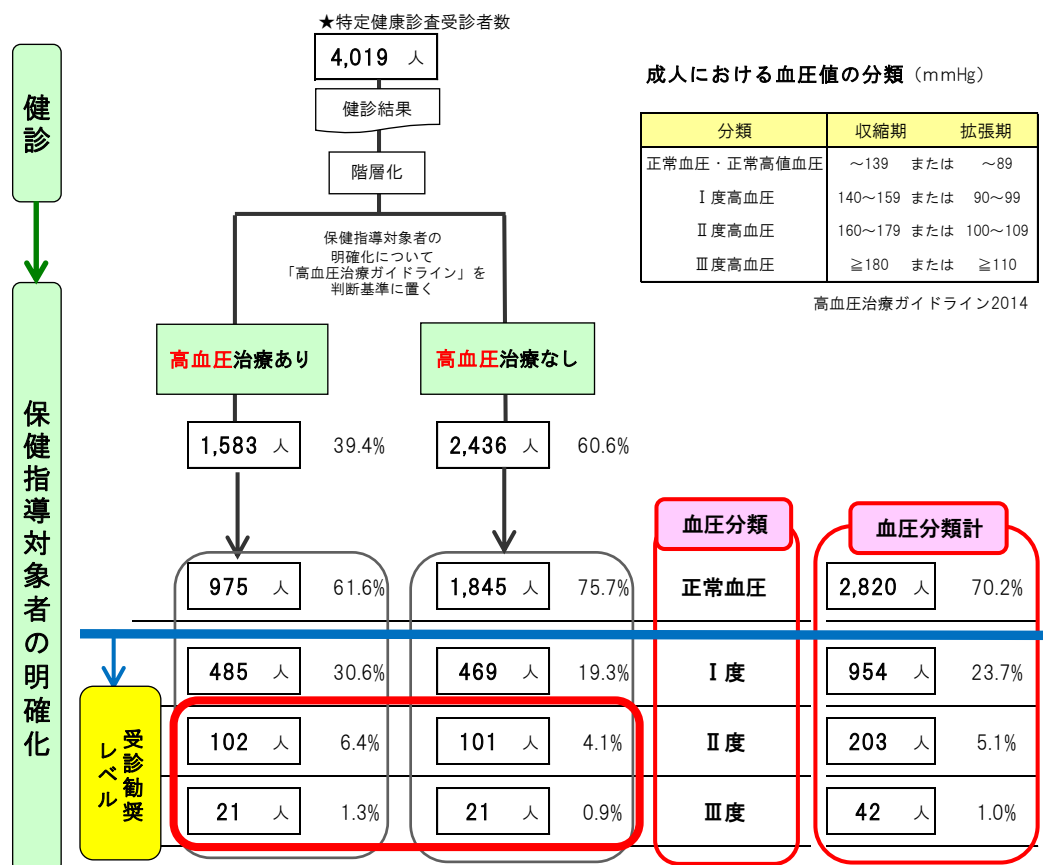 ★特定健康診査受診者数
4,019 人
健診
健診結果
階層化
成人における血圧値の分類（mmHg）
分類 収縮期 拡張期
正常血圧・正常高値血圧 ～139 または ～89
Ⅰ度高血圧 140～159 または 90～99
Ⅱ度高血圧 160～179 または 100～109
Ⅲ度高血圧 ≧180 または ≧110
高血圧治療ガイドライン2014
保健指導対象者の
明確化について
「高血圧治療ガイドライン」を
判断基準に置く
保健指導対象者の明確化
高血圧治療あり 高血圧治療なし
1,583 人 39.4% 2,436 人 60.6%
血圧分類 血圧分類計
975 人 61.6% 1,845 人 75.7% 正常血圧 2,820 人 70.2%
485 人 30.6% 469 人 19.3% Ⅰ度 954 人 23.7%
受診勧奨
レベル
102 人 6.4% 101 人 4.1% Ⅱ度 203 人 5.1%
21 人 1.3% 21 人 0.9% Ⅲ度 42 人 1.0%